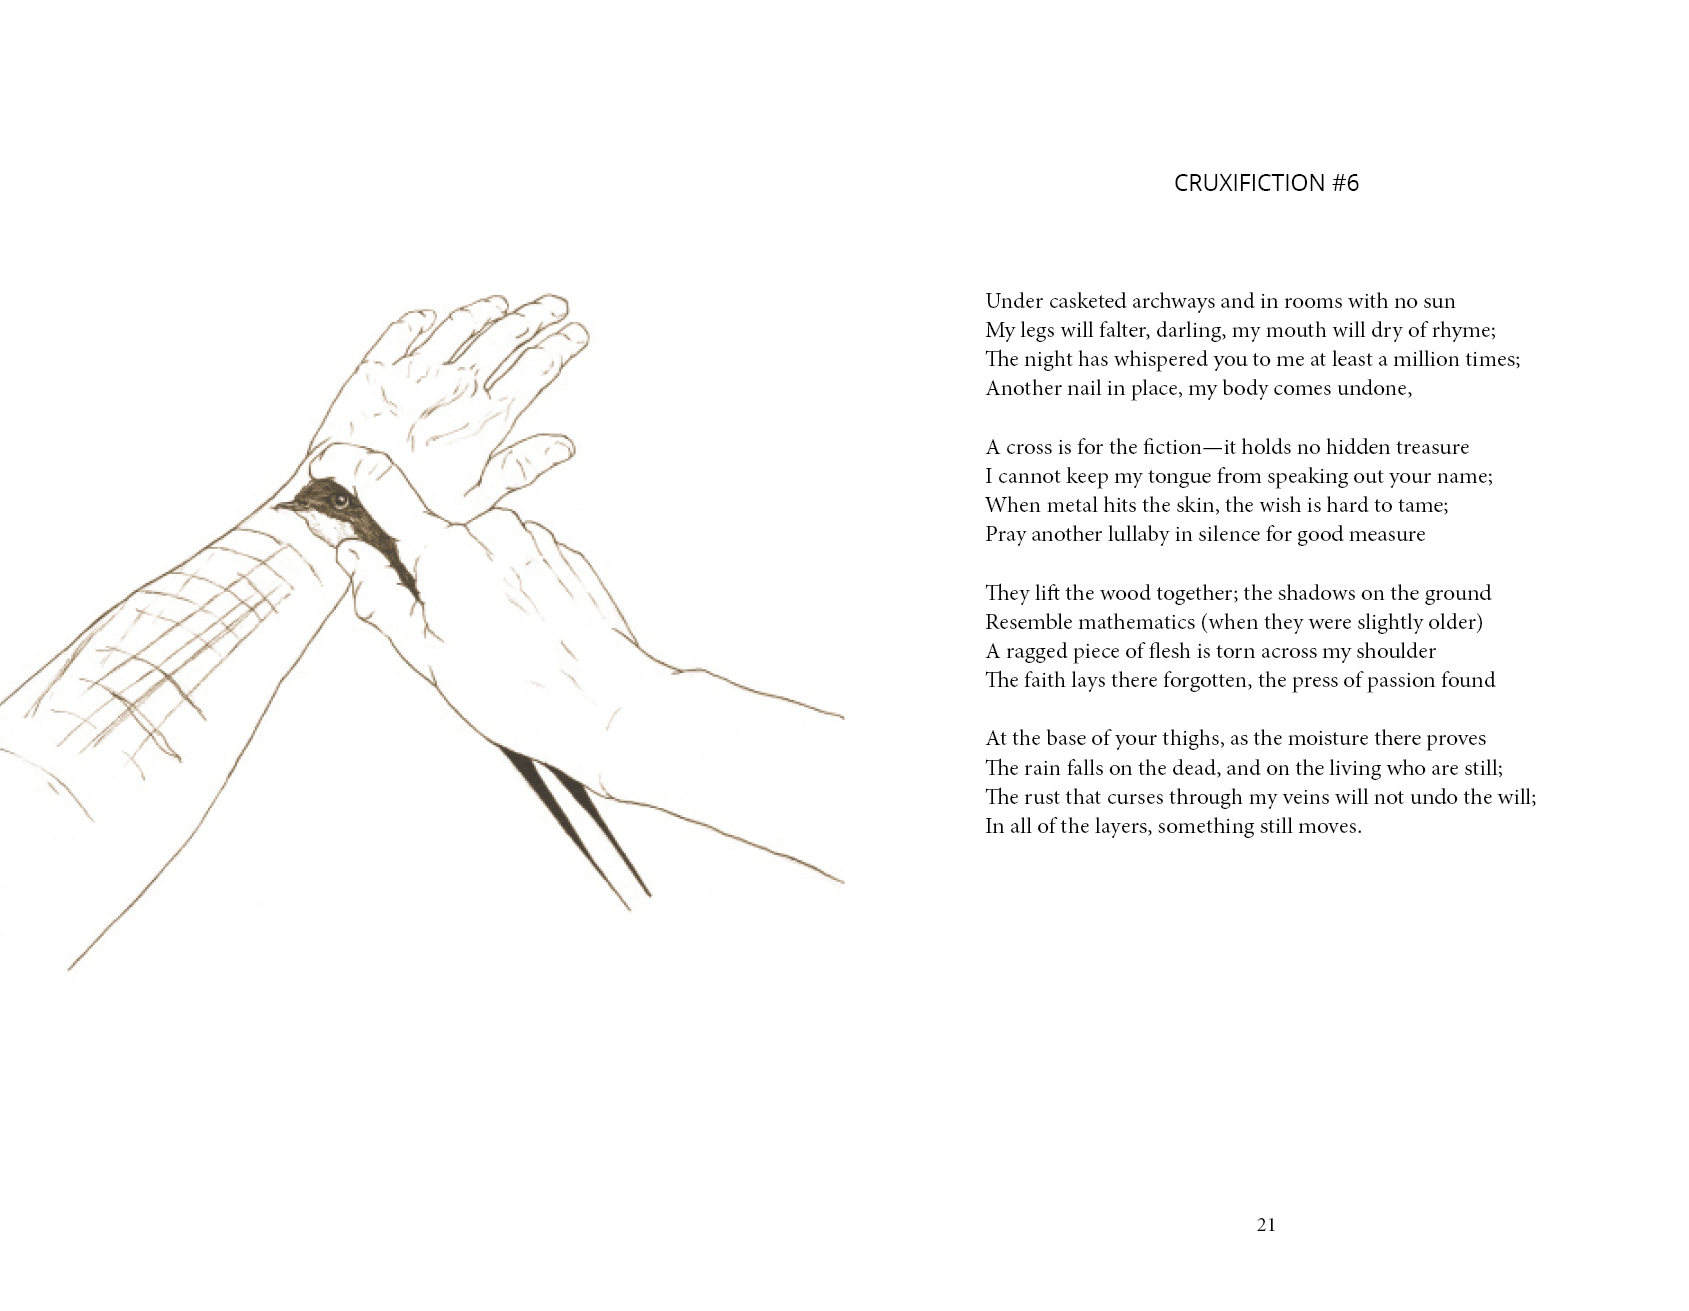 CRUXIFICTION #6
Under casketed archways and in rooms with no sun
My legs will falter, darling, my mouth will dry of rhyme;
The night has whispered you to me at least a million times;
Another nail in place, my body comes undone,
A cross is for the fiction—it holds no hidden treasure
I cannot keep my tongue from speaking out your name;
When metal hits the skin, the wish is hard to tame;
Pray another lullaby in silence for good measure
They lift the wood together; the shadows on the ground
Resemble mathematics (when they were slightly older)
A ragged piece of flesh is torn across my shoulder
The faith lays there forgotten, the press of passion found
At the base of your thighs, as the moisture there proves
The rain falls on the dead, and on the living who are still;
The rust that curses through my veins will not undo the will;
In all of the layers, something still moves.
21